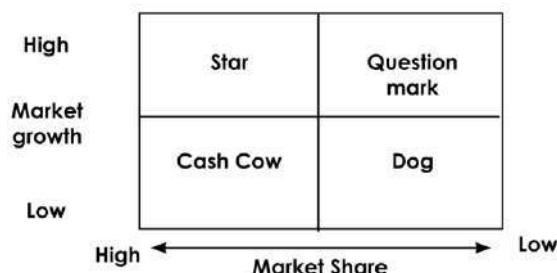 High
Star
Question
mark
Market
growth
Cash Cow
Dog
Low
High
Low
Market Share